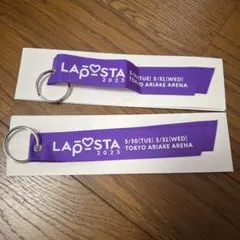 LAPOSTA
2023
5/30[TUE] 5/31[WED]
TOKYO ARIAKE ARENA
LAPOSTA
2023
5/30[TUE] 5/31[WED]
TOKYO ARIAKE ARENA